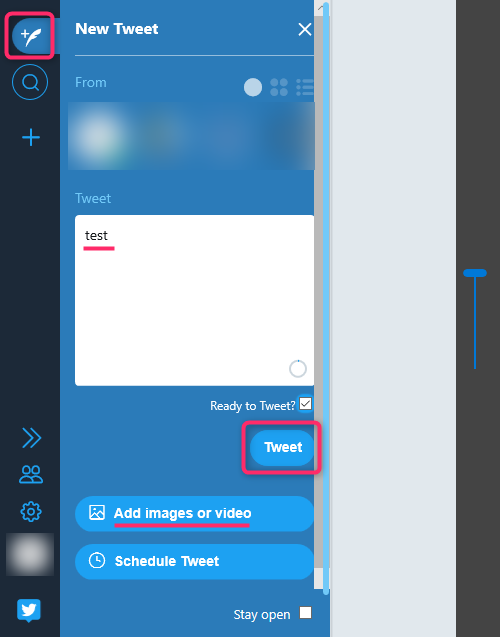 New Tweet
From
Tweet
test
Ready to Tweet?
Tweet
Add images or video
Schedule Tweet
Stay open